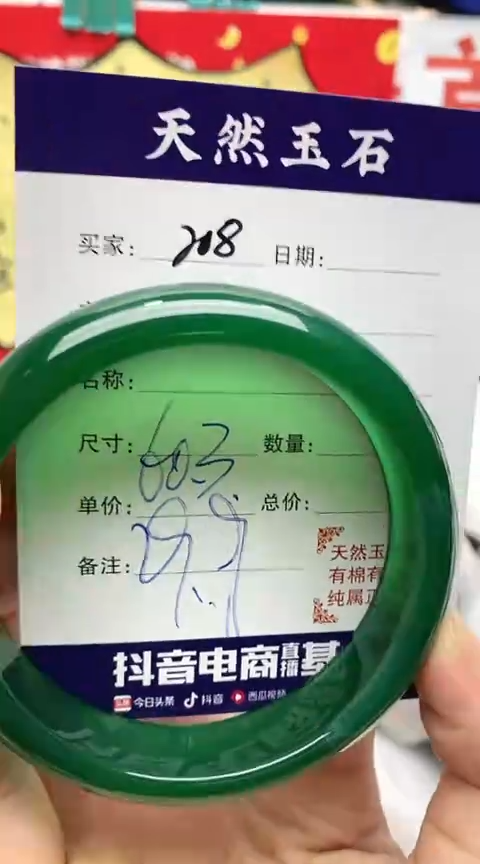 天然玉石
买家: 218 日期:
名称:
尺寸: 603 数量:
单价: 总价:
备注:
天然玉
有棉有
纯属正
抖音电商直播基
今日头条 抖音 西瓜视频